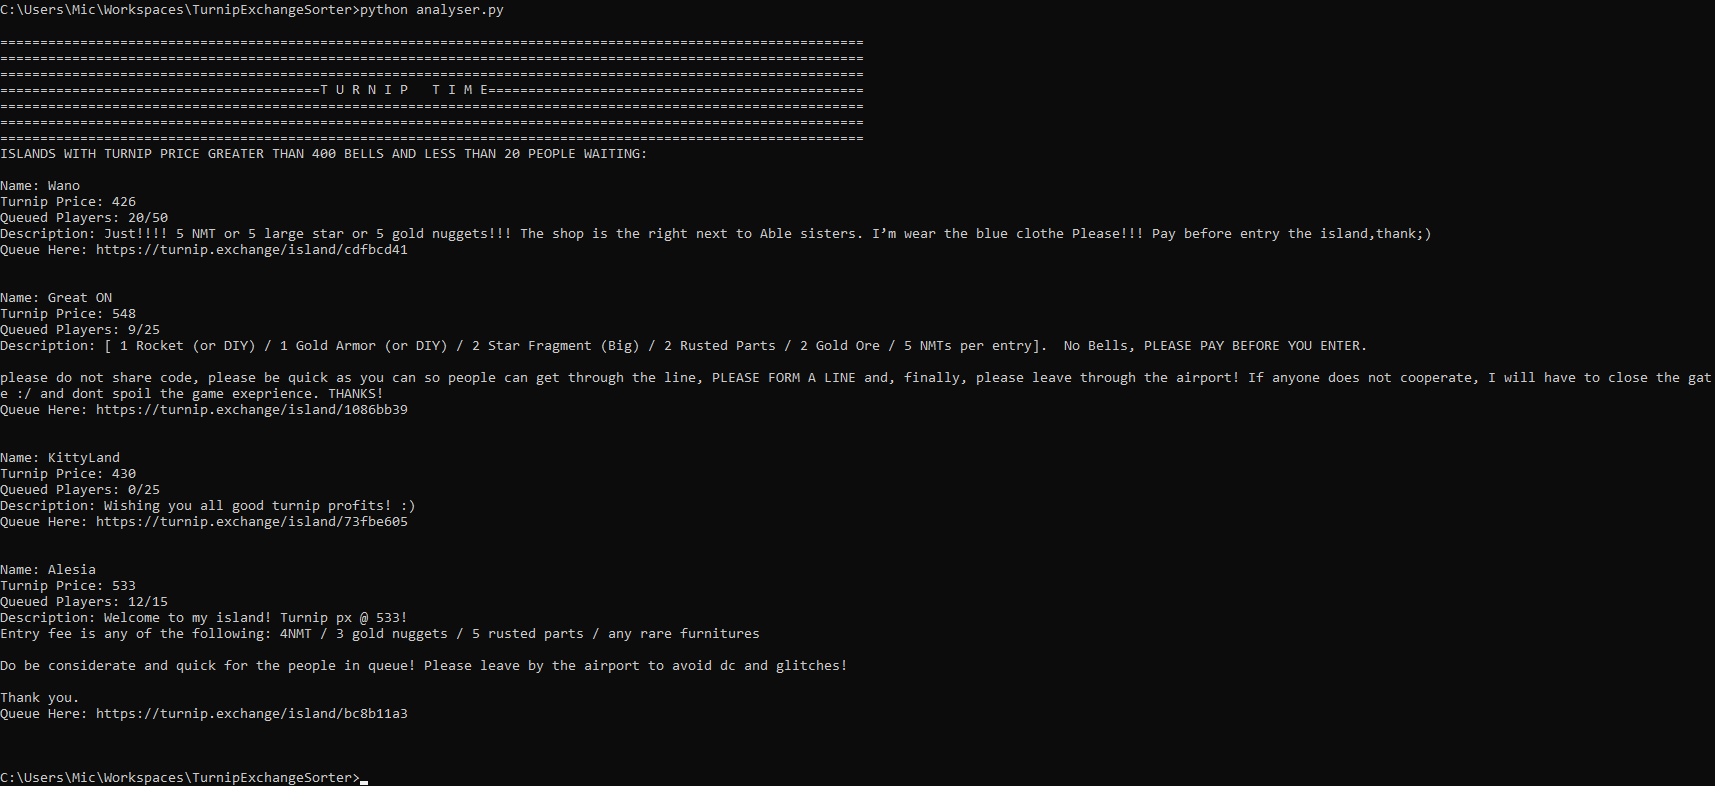 C:\Users\Mic\Workspaces\TurnipExchangeSorter>python analyser.py
============================================================================================================
============================================================================================================
============================================================================================================
========================================T U R N I P   T I M E===============================================
============================================================================================================
============================================================================================================
============================================================================================================
ISLANDS WITH TURNIP PRICE GREATER THAN 400 BELLS AND LESS THAN 20 PEOPLE WAITING:
Name: Wano
Turnip Price: 426
Queued Players: 20/50
Description: Just!!!! 5 NMT or 5 large star or 5 gold nuggets!!! The shop is the right next to Able sisters. I’m wear the blue clothe Please!!! Pay before entry the island,thank;)
Queue Here: https://turnip.exchange/island/cdfbcd41
Name: Great ON
Turnip Price: 548
Queued Players: 9/25
Description: [ 1 Rocket (or DIY) / 1 Gold Armor (or DIY) / 2 Star Fragment (Big) / 2 Rusted Parts / 2 Gold Ore / 5 NMTs per entry].  No Bells, PLEASE PAY BEFORE YOU ENTER.
please do not share code, please be quick as you can so people can get through the line, PLEASE FORM A LINE and, finally, please leave through the airport! If anyone does not cooperate, I will have to close the gat
e :/ and dont spoil the game exeprience. THANKS!
Queue Here: https://turnip.exchange/island/1086bb39
Name: KittyLand
Turnip Price: 430
Queued Players: 0/25
Description: Wishing you all good turnip profits! :)
Queue Here: https://turnip.exchange/island/73fbe605
Name: Alesia
Turnip Price: 533
Queued Players: 12/15
Description: Welcome to my island! Turnip px @ 533!
Entry fee is any of the following: 4NMT / 3 gold nuggets / 5 rusted parts / any rare furnitures
Do be considerate and quick for the people in queue! Please leave by the airport to avoid dc and glitches!
Thank you.
Queue Here: https://turnip.exchange/island/bc8b11a3
C:\Users\Mic\Workspaces\TurnipExchangeSorter>